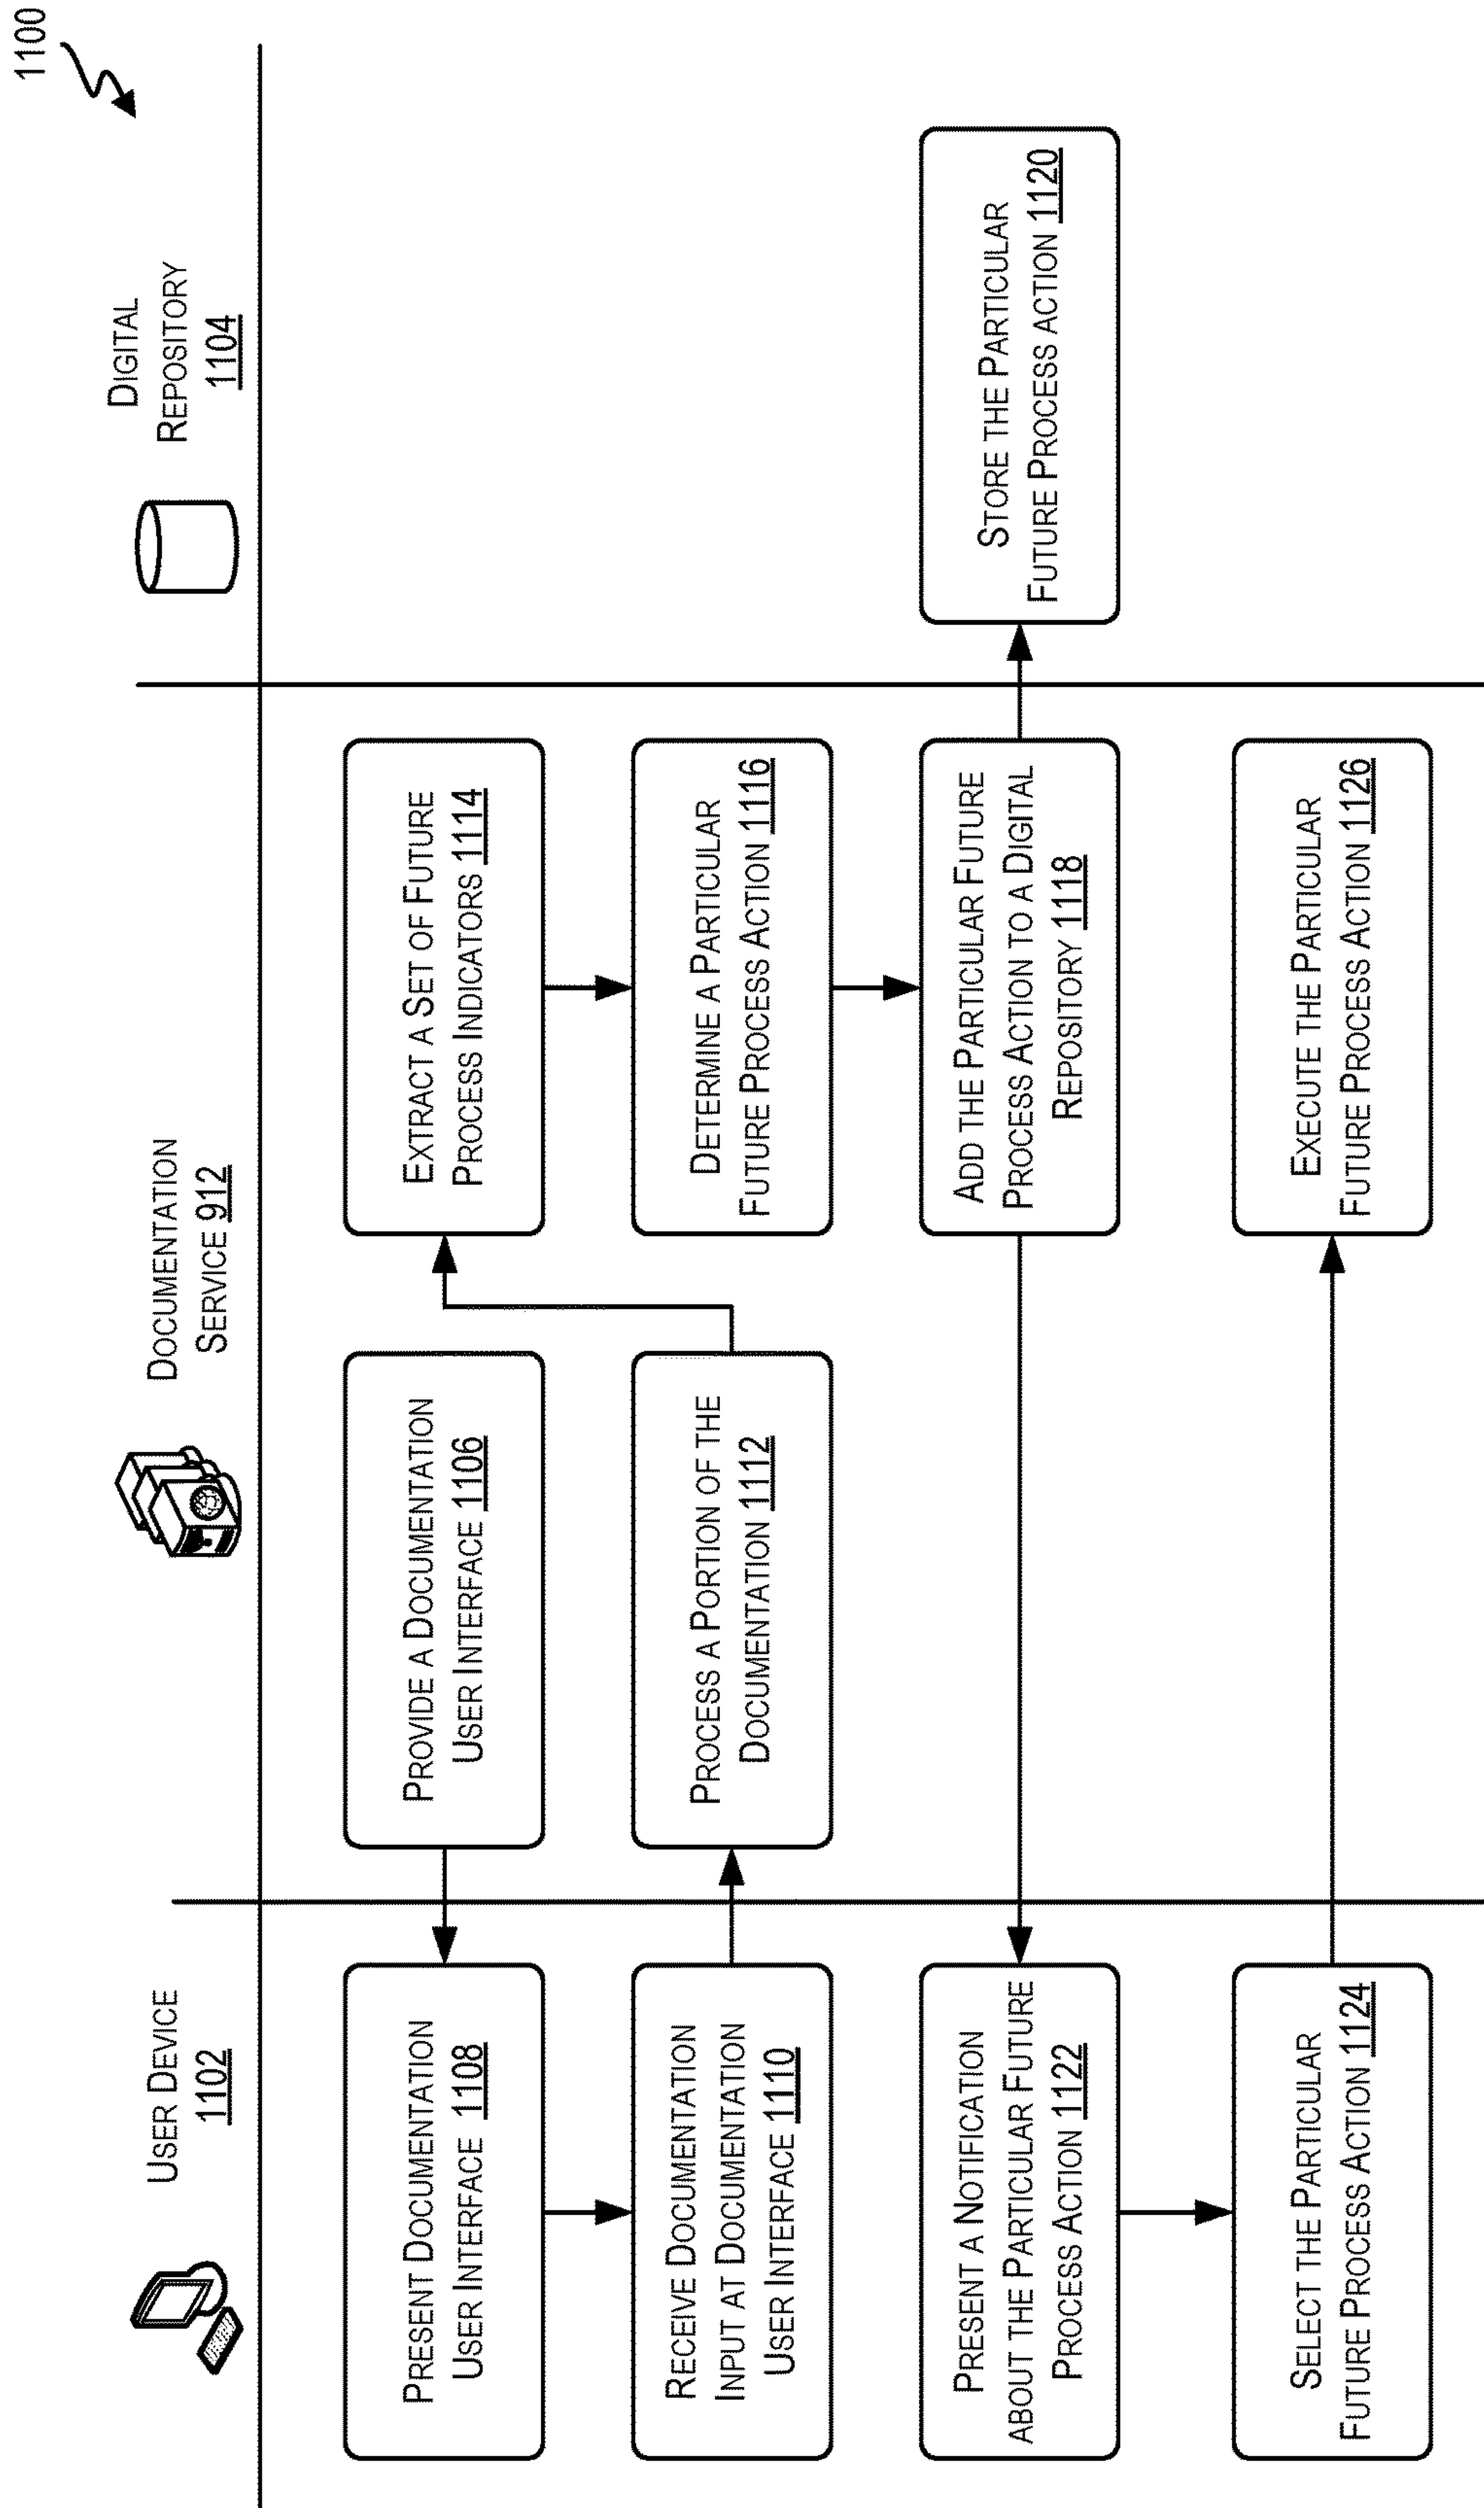 1100
USER DEVICE
1102
DOCUMENTATION
SERVICE 912
DIGITAL
REPOSITORY
1104
PRESENT DOCUMENTATION
USER INTERFACE 1108
PROVIDE A DOCUMENTATION
USER INTERFACE 1106
EXTRACT A SET OF FUTURE
PROCESS INDICATORS 1114
RECEIVE DOCUMENTATION
INPUT AT DOCUMENTATION
USER INTERFACE 1110
PROCESS A PORTION OF THE
DOCUMENTATION 1112
DETERMINE A PARTICULAR
FUTURE PROCESS ACTION 1116
PRESENT A NOTIFICATION
ABOUT THE PARTICULAR FUTURE
PROCESS ACTION 1122
ADD THE PARTICULAR FUTURE
PROCESS ACTION TO A DIGITAL
REPOSITORY 1118
STORE THE PARTICULAR
FUTURE PROCESS ACTION 1120
SELECT THE PARTICULAR
FUTURE PROCESS ACTION 1124
EXECUTE THE PARTICULAR
FUTURE PROCESS ACTION 1126